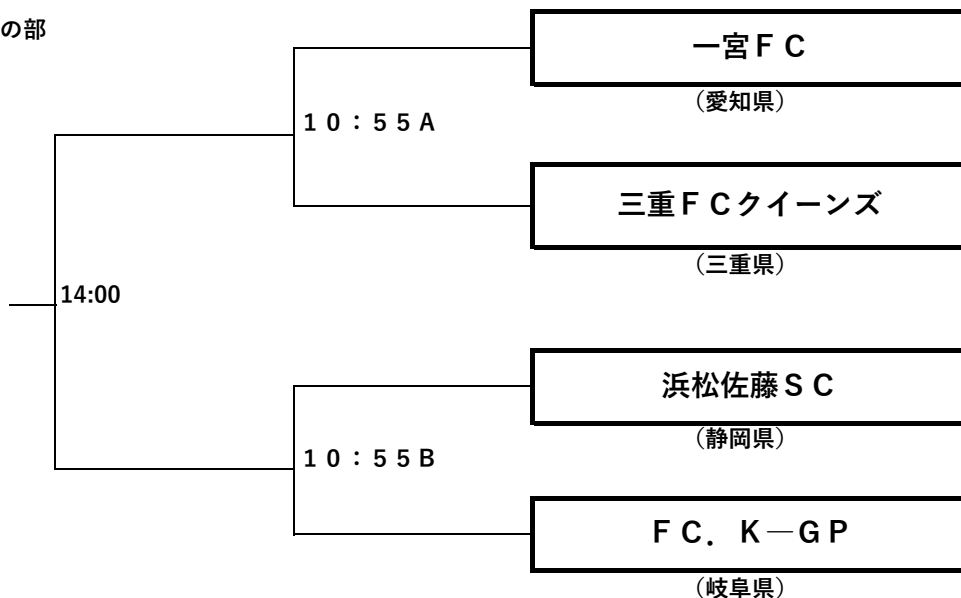 の部
一宮ＦＣ
（愛知県）
１０：５５A
三重ＦＣクイーンズ
（三重県）
14:00
浜松佐藤ＳＣ
（静岡県）
１０：５５B
ＦＣ．Ｋ―ＧＰ
（岐阜県）